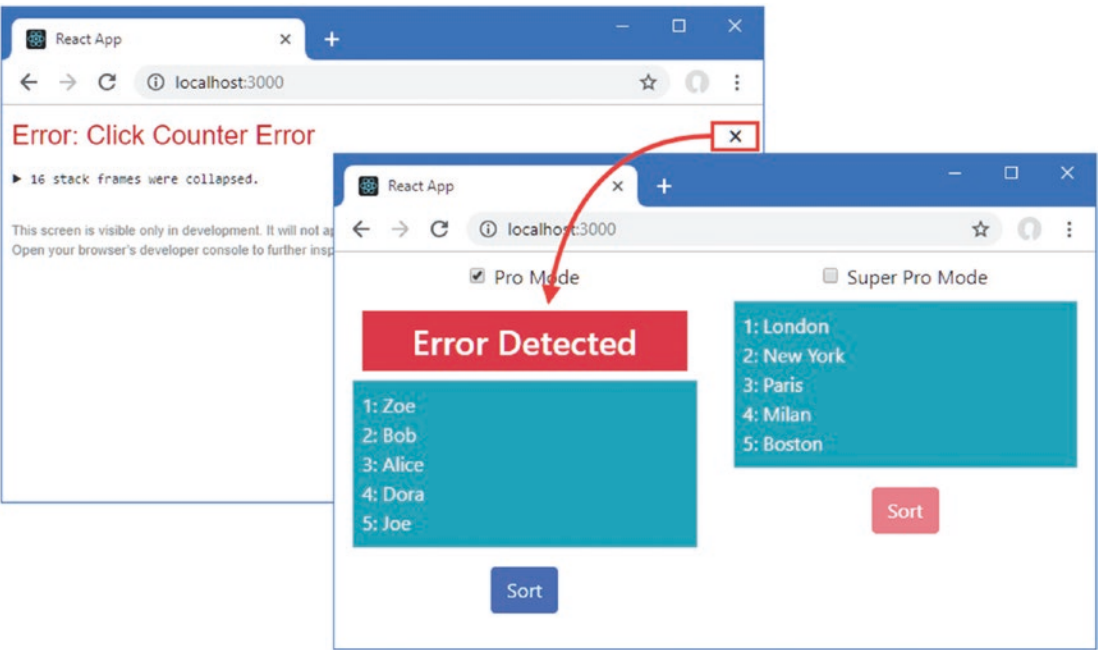 React App
localhost:3000
Error: Click Counter Error
16 stack frames were collapsed.
This screen is visible only in development. It will not
Open your browser's developer console to further
React App
localhost:3000
Pro Mode
Super Pro Mode
Error Detected
1: Zoe
2: Bob
3: Alice
4: Dora
5: Joe
Sort
1: London
2: New York
3: Paris
4: Milan
5: Boston
Sort